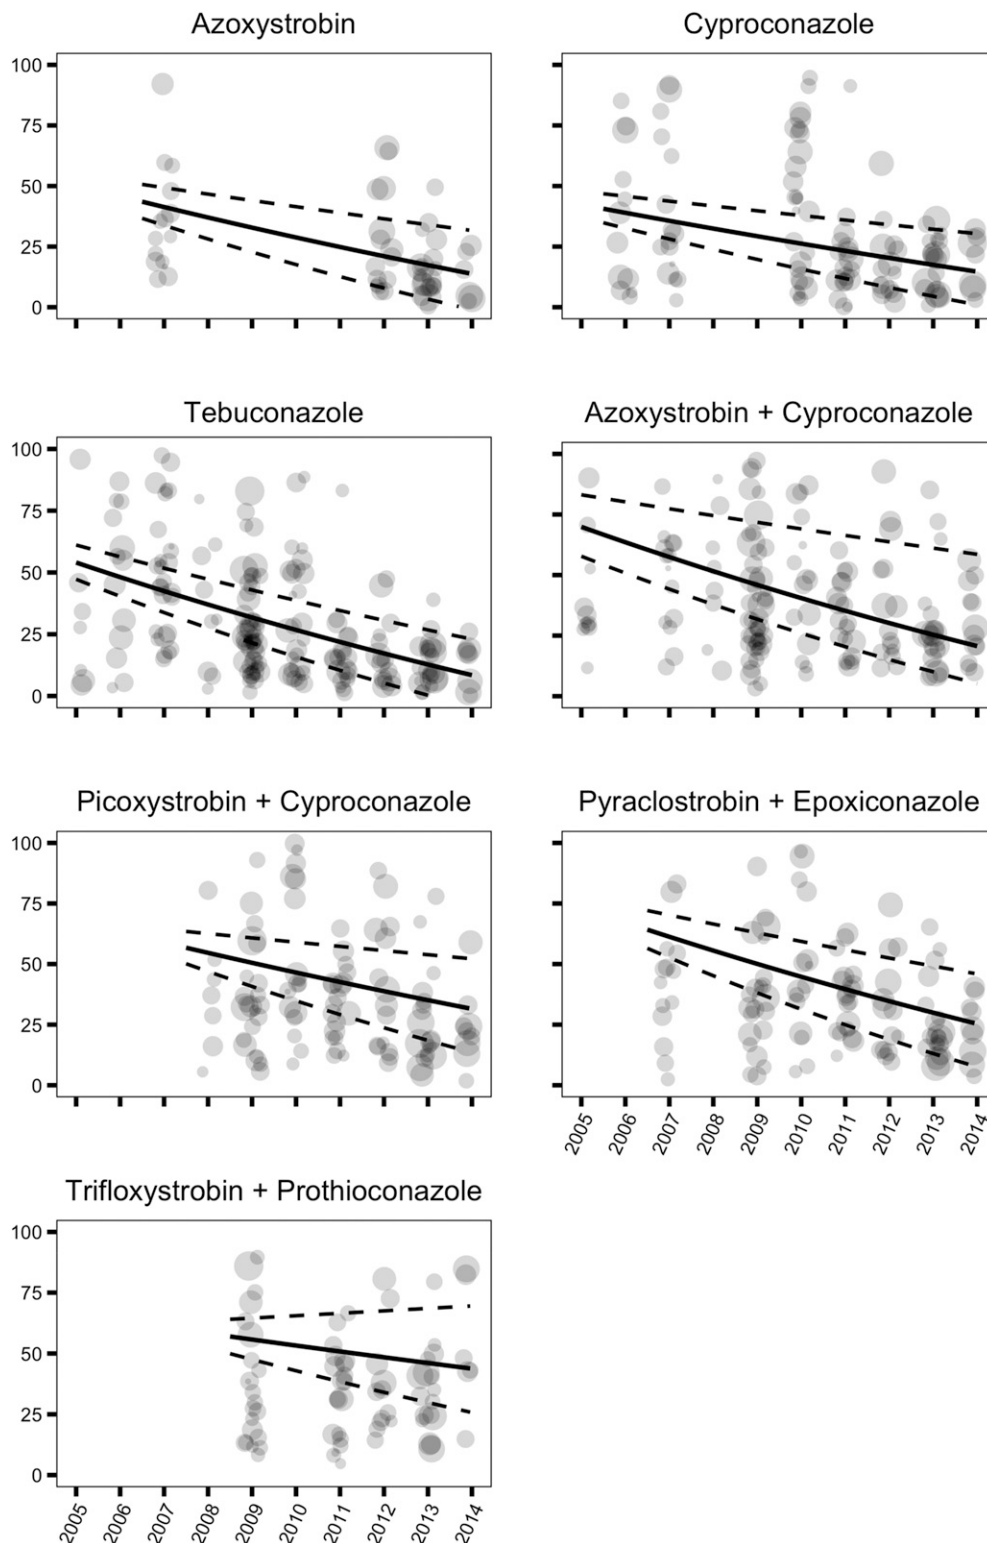 Azoxystrobin
Cyproconazole
100
75
50
25
0
Tebuconazole
Azoxystrobin + Cyproconazole
100
75
50
25
0
Picoxystrobin + Cyproconazole
Pyraclostrobin + Epoxiconazole
100
75
50
25
0
2005 2006 2007 2008 2009 2010 2011 2012 2013 2014
Trifloxystrobin + Prothioconazole
100
75
50
25
0
2005 2006 2007 2008 2009 2010 2011 2012 2013 2014